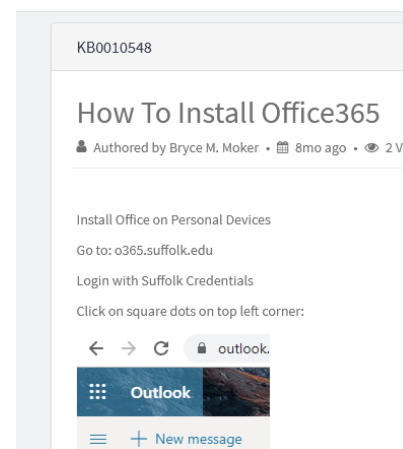 KB0010548
How To Install Office365
Authored by Bryce M. Moker • 8mo ago • 2 V
Install Office on Personal Devices
Go to: o365.suffolk.edu
Login with Suffolk Credentials
Click on square dots on top left corner:
outlook.
Outlook
New message